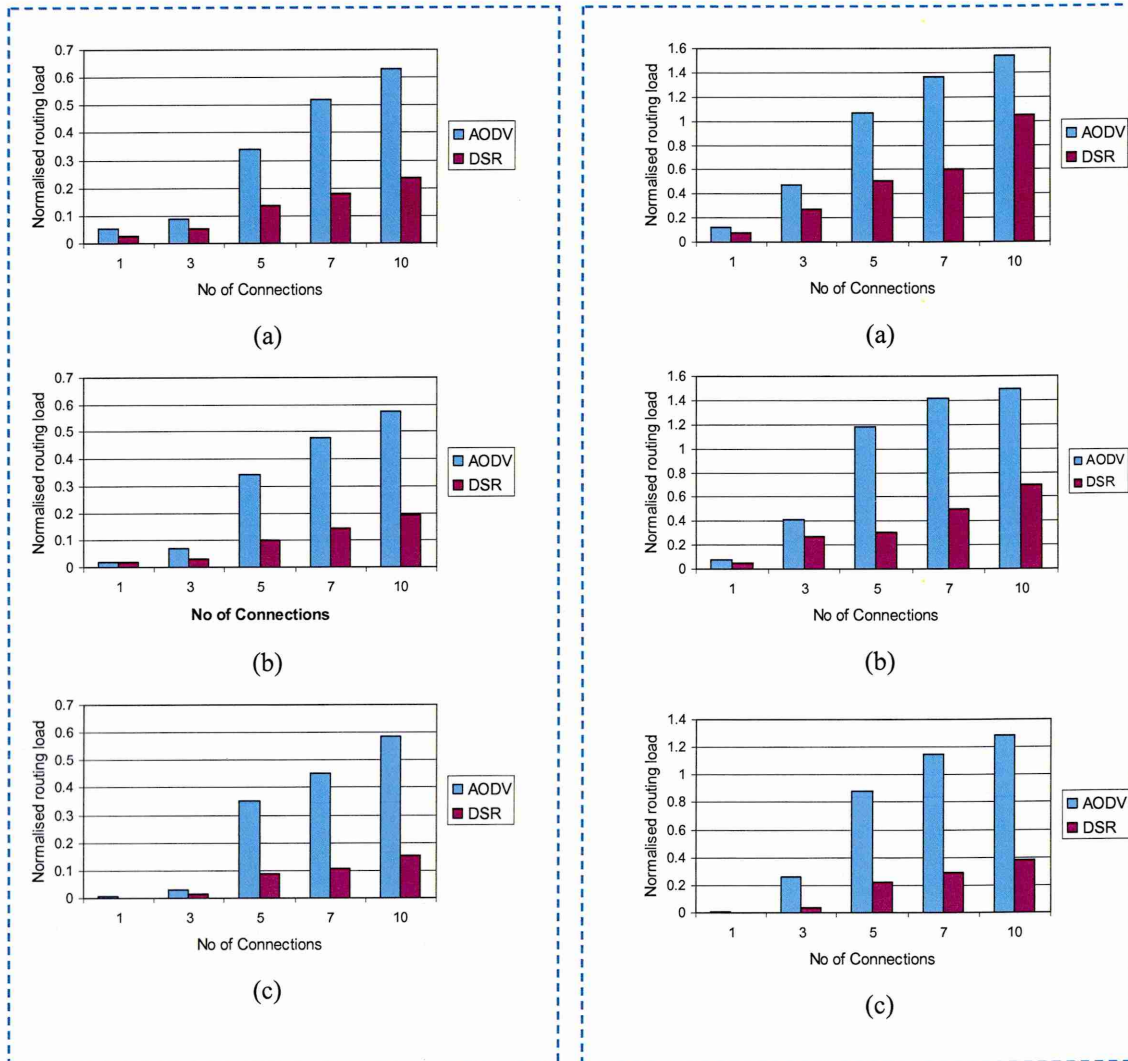 Normalised routing load
0.7
0.6
0.5
0.4
0.3
0.2
0.1
0
1 3 5 7 10
No of Connections
AODV
DSR
(a)
Normalised routing load
0.7
0.6
0.5
0.4
0.3
0.2
0.1
0
1 3 5 7 10
No of Connections
AODV
DSR
(b)
Normalised routing load
0.7
0.6
0.5
0.4
0.3
0.2
0.1
0
1 3 5 7 10
No of Connections
AODV
DSR
(c)
Normalised routing load
1.6
1.4
1.2
1
0.8
0.6
0.4
0.2
0
1 3 5 7 10
No of Connections
AODV
DSR
(a)
Normalised routing load
1.6
1.4
1.2
1
0.8
0.6
0.4
0.2
0
1 3 5 7 10
No of Connections
AODV
DSR
(b)
Normalised routing load
1.4
1.2
1
0.8
0.6
0.4
0.2
0
1 3 5 7 10
No of Connections
AODV
DSR
(c)